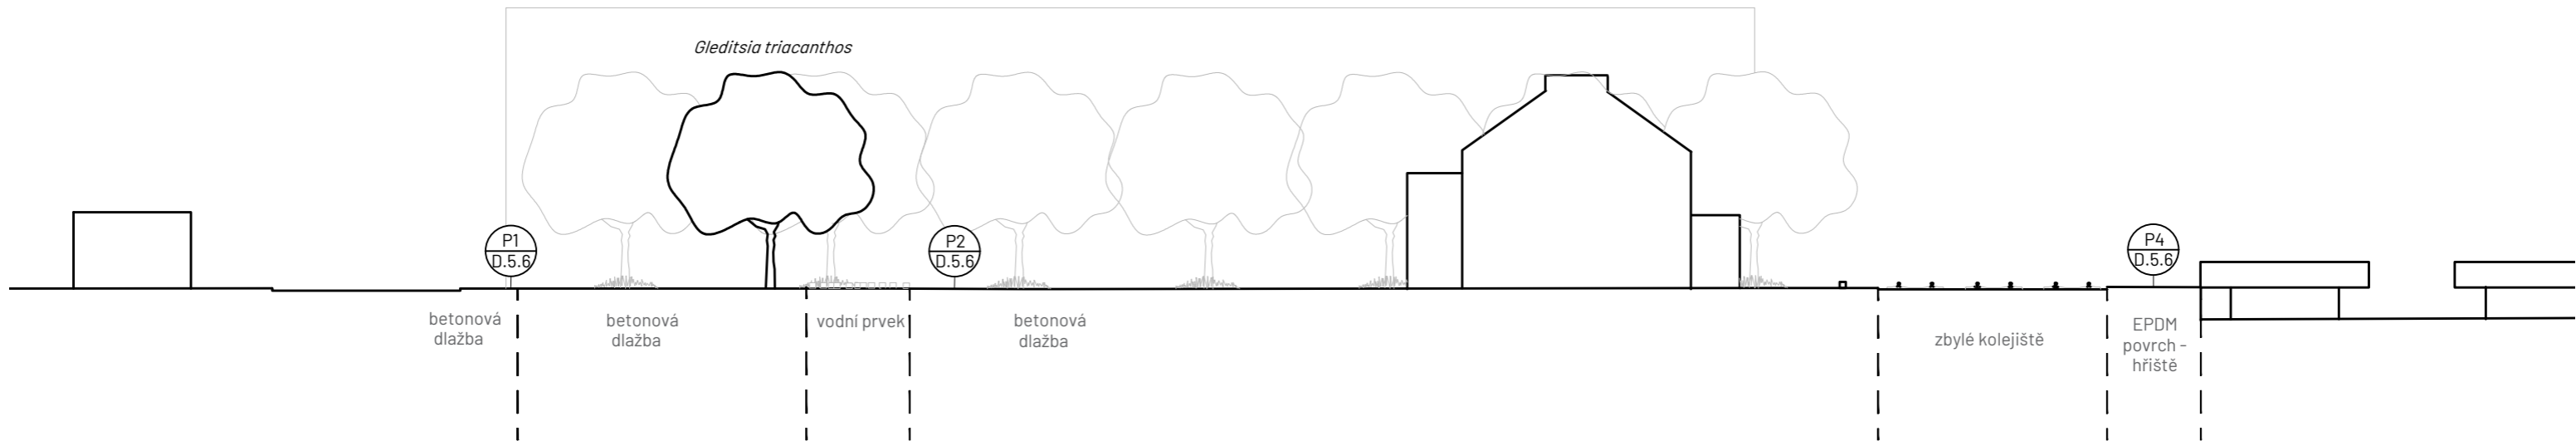 Gleditsia triacanthos
P1
D.5.6
P2
D.5.6
P4
D.5.6
betonová
dlažba
betonová
dlažba
vodní prvek
betonová
dlažba
zbylé kolejiště
EPDM
povrch -
hřiště